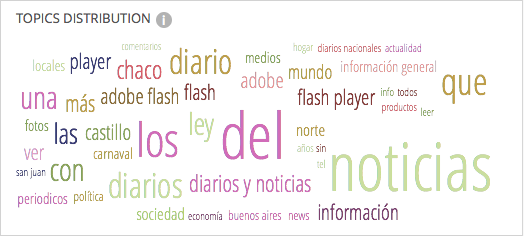 TOPICS DISTRIBUTION i
comentarios
hogar diarios nacionales actualidad
locales player chaco diario medios mundo información general
adobe que
una más adobe flash flash flash player info todos
productos leer
fotos las castillo los ley del norte
ver carnaval años sin
san juan con diarios diarios y noticias tel noticias
periodicos política
sociedad economía buenos aires news información